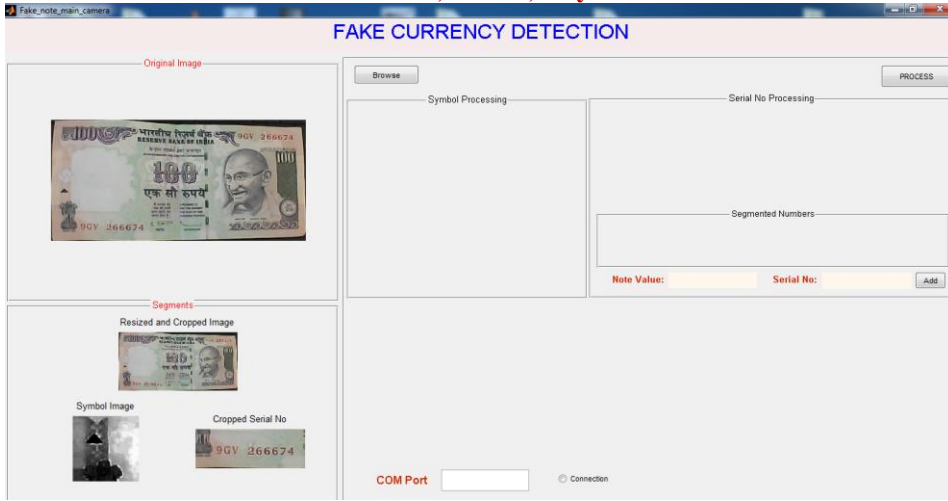 Fake_note_main_camera
FAKE CURRENCY DETECTION
Original Image
100 भारतीय रिज़र्व बैंक 9GV 266674
RESERVE BANK OF INDIA
100
100
एक सौ रुपये
9GV 266674
Browse
PROCESS
Symbol Processing
Serial No Processing
Segmented Numbers
Note Value:
Serial No:
Add
Segments
Resized and Cropped Image
100
Symbol Image
Cropped Serial No
9GV 266674
COM Port
Connection